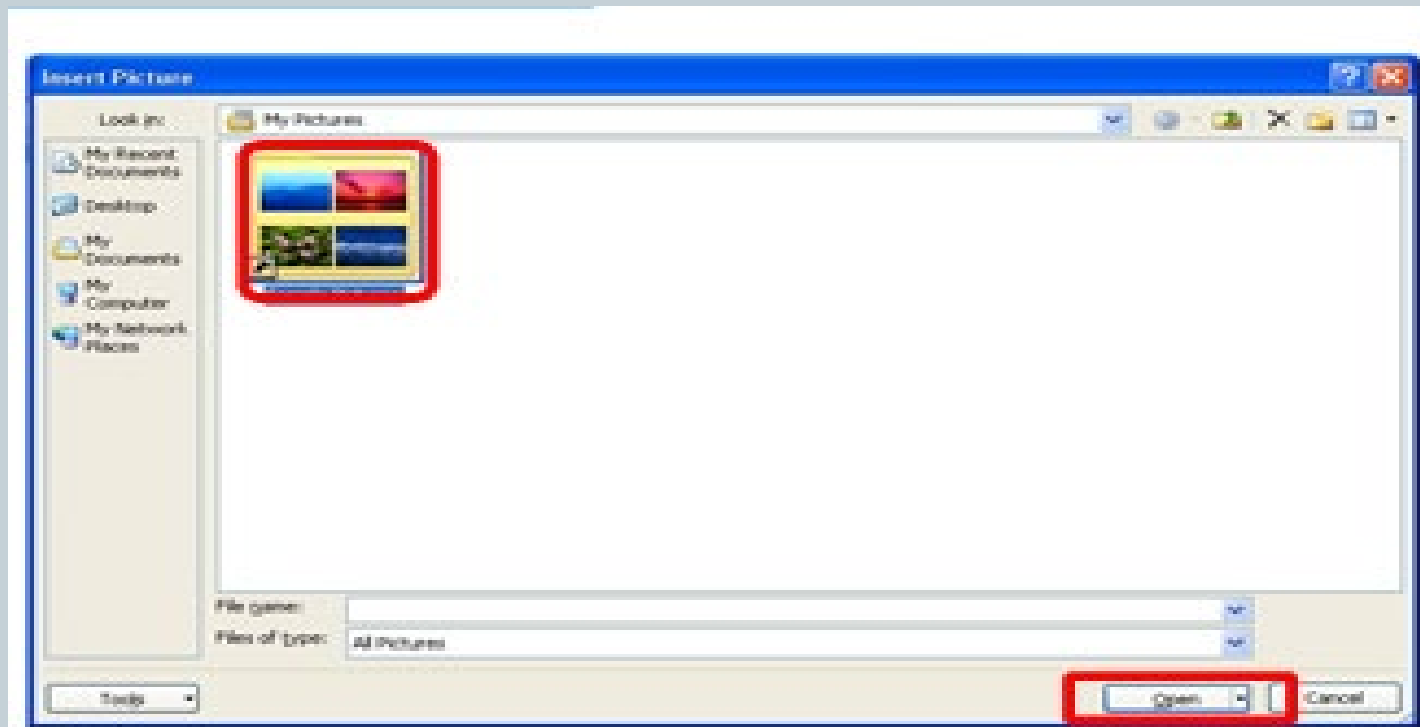 Insert Picture
Look in:
My Pictures
My Recent
Documents
Desktop
My
Documents
My
Computer
My Network
Places
File name:
Files of type:
All Pictures
Tools
Open
Cancel